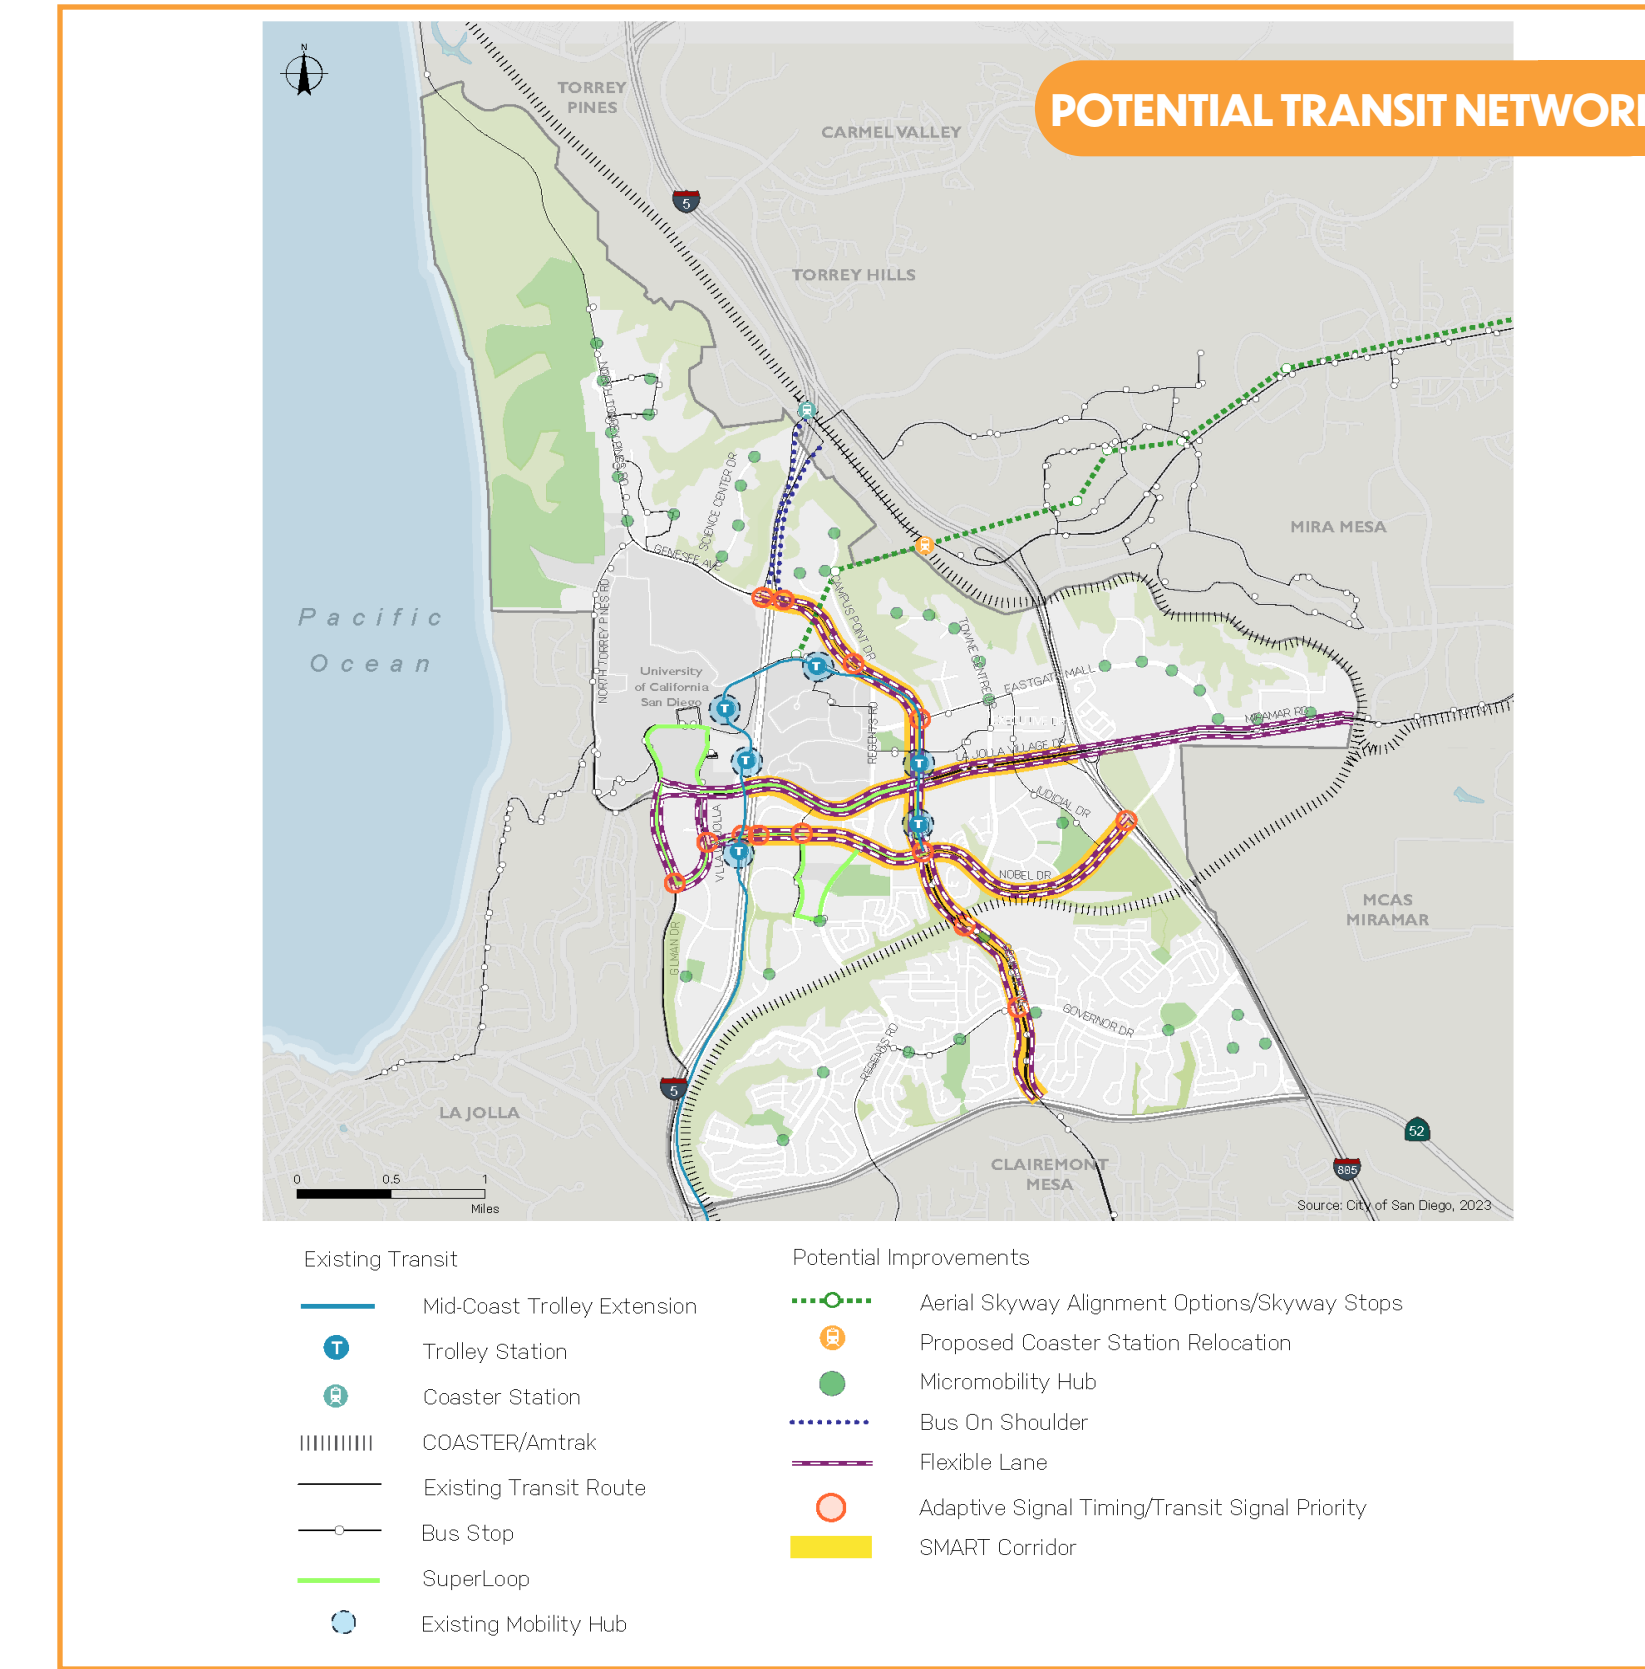 POTENTIAL TRANSIT NETWOR
N
TORREY
PINES
CARMEL VALLEY
5
TORREY HILLS
MIRA MESA
NORTH TORREY PINES RD
SCIENCE CENTER DR
GENESEE AVE
CAMPUS POINT DR
Pacific
Ocean
NORTH TORREY PINES RD
University
of California
San Diego
TOWNE CENTRE
EASTGATE MALL
REGENTS RD
MIRAMAR RD
LA JOLLA VILLAGE DR
JUDICIAL DR
NOBEL DR
GILMAN DR
MCAS
MIRAMAR
GOVERNOR DR
REGENTS RD
5
LA JOLLA
52
805
CLAIREMONT
MESA
0 0.5 1
Miles
Source: City of San Diego, 2023
T
T
T
T
T
T
Existing Transit
Mid-Coast Trolley Extension
T
Trolley Station
Coaster Station
COASTER/Amtrak
Existing Transit Route
Bus Stop
SuperLoop
Existing Mobility Hub
Potential Improvements
Aerial Skyway Alignment Options/Skyway Stops
Proposed Coaster Station Relocation
Micromobility Hub
Bus On Shoulder
Flexible Lane
Adaptive Signal Timing/Transit Signal Priority
SMART Corridor